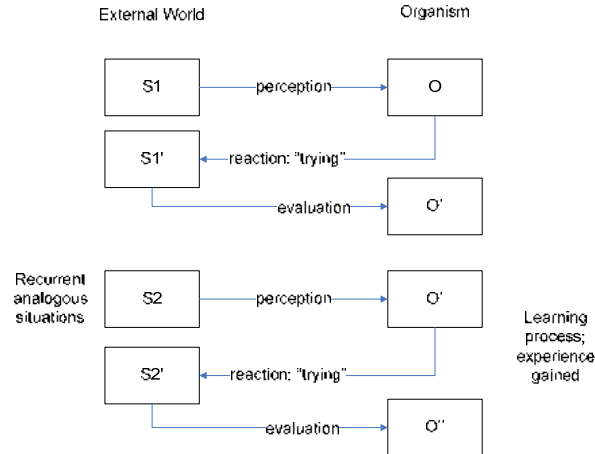 External World
Organism
S1
perception
O
S1'
reaction: "trying"
evaluation
O'
Recurrent
analogous
situations
S2
perception
O'
Learning
process;
experience
gained
S2'
reaction: "trying"
evaluation
O''